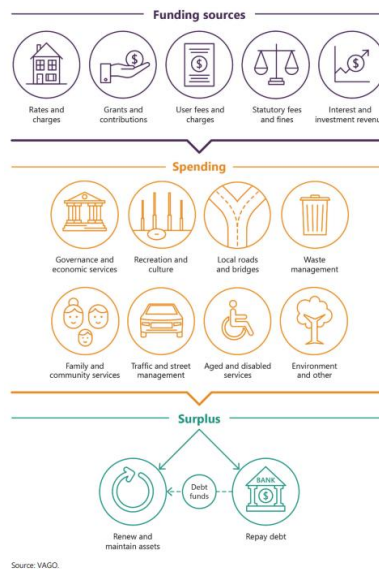 Funding sources
$
$
$
Rates and
charges
Grants and
contributions
User fees and
charges
Statutory fees
and fines
Interest and
investment revenu
Spending
Governance and
economic services
Recreation and
culture
Local roads
and bridges
Waste
management
Family and
community services
Traffic and street
management
Aged and disabled
services
Environment
and other
Surplus
Debt
funds
BANK
$
Renew and
maintain assets
Repay debt
Source: VAGO.